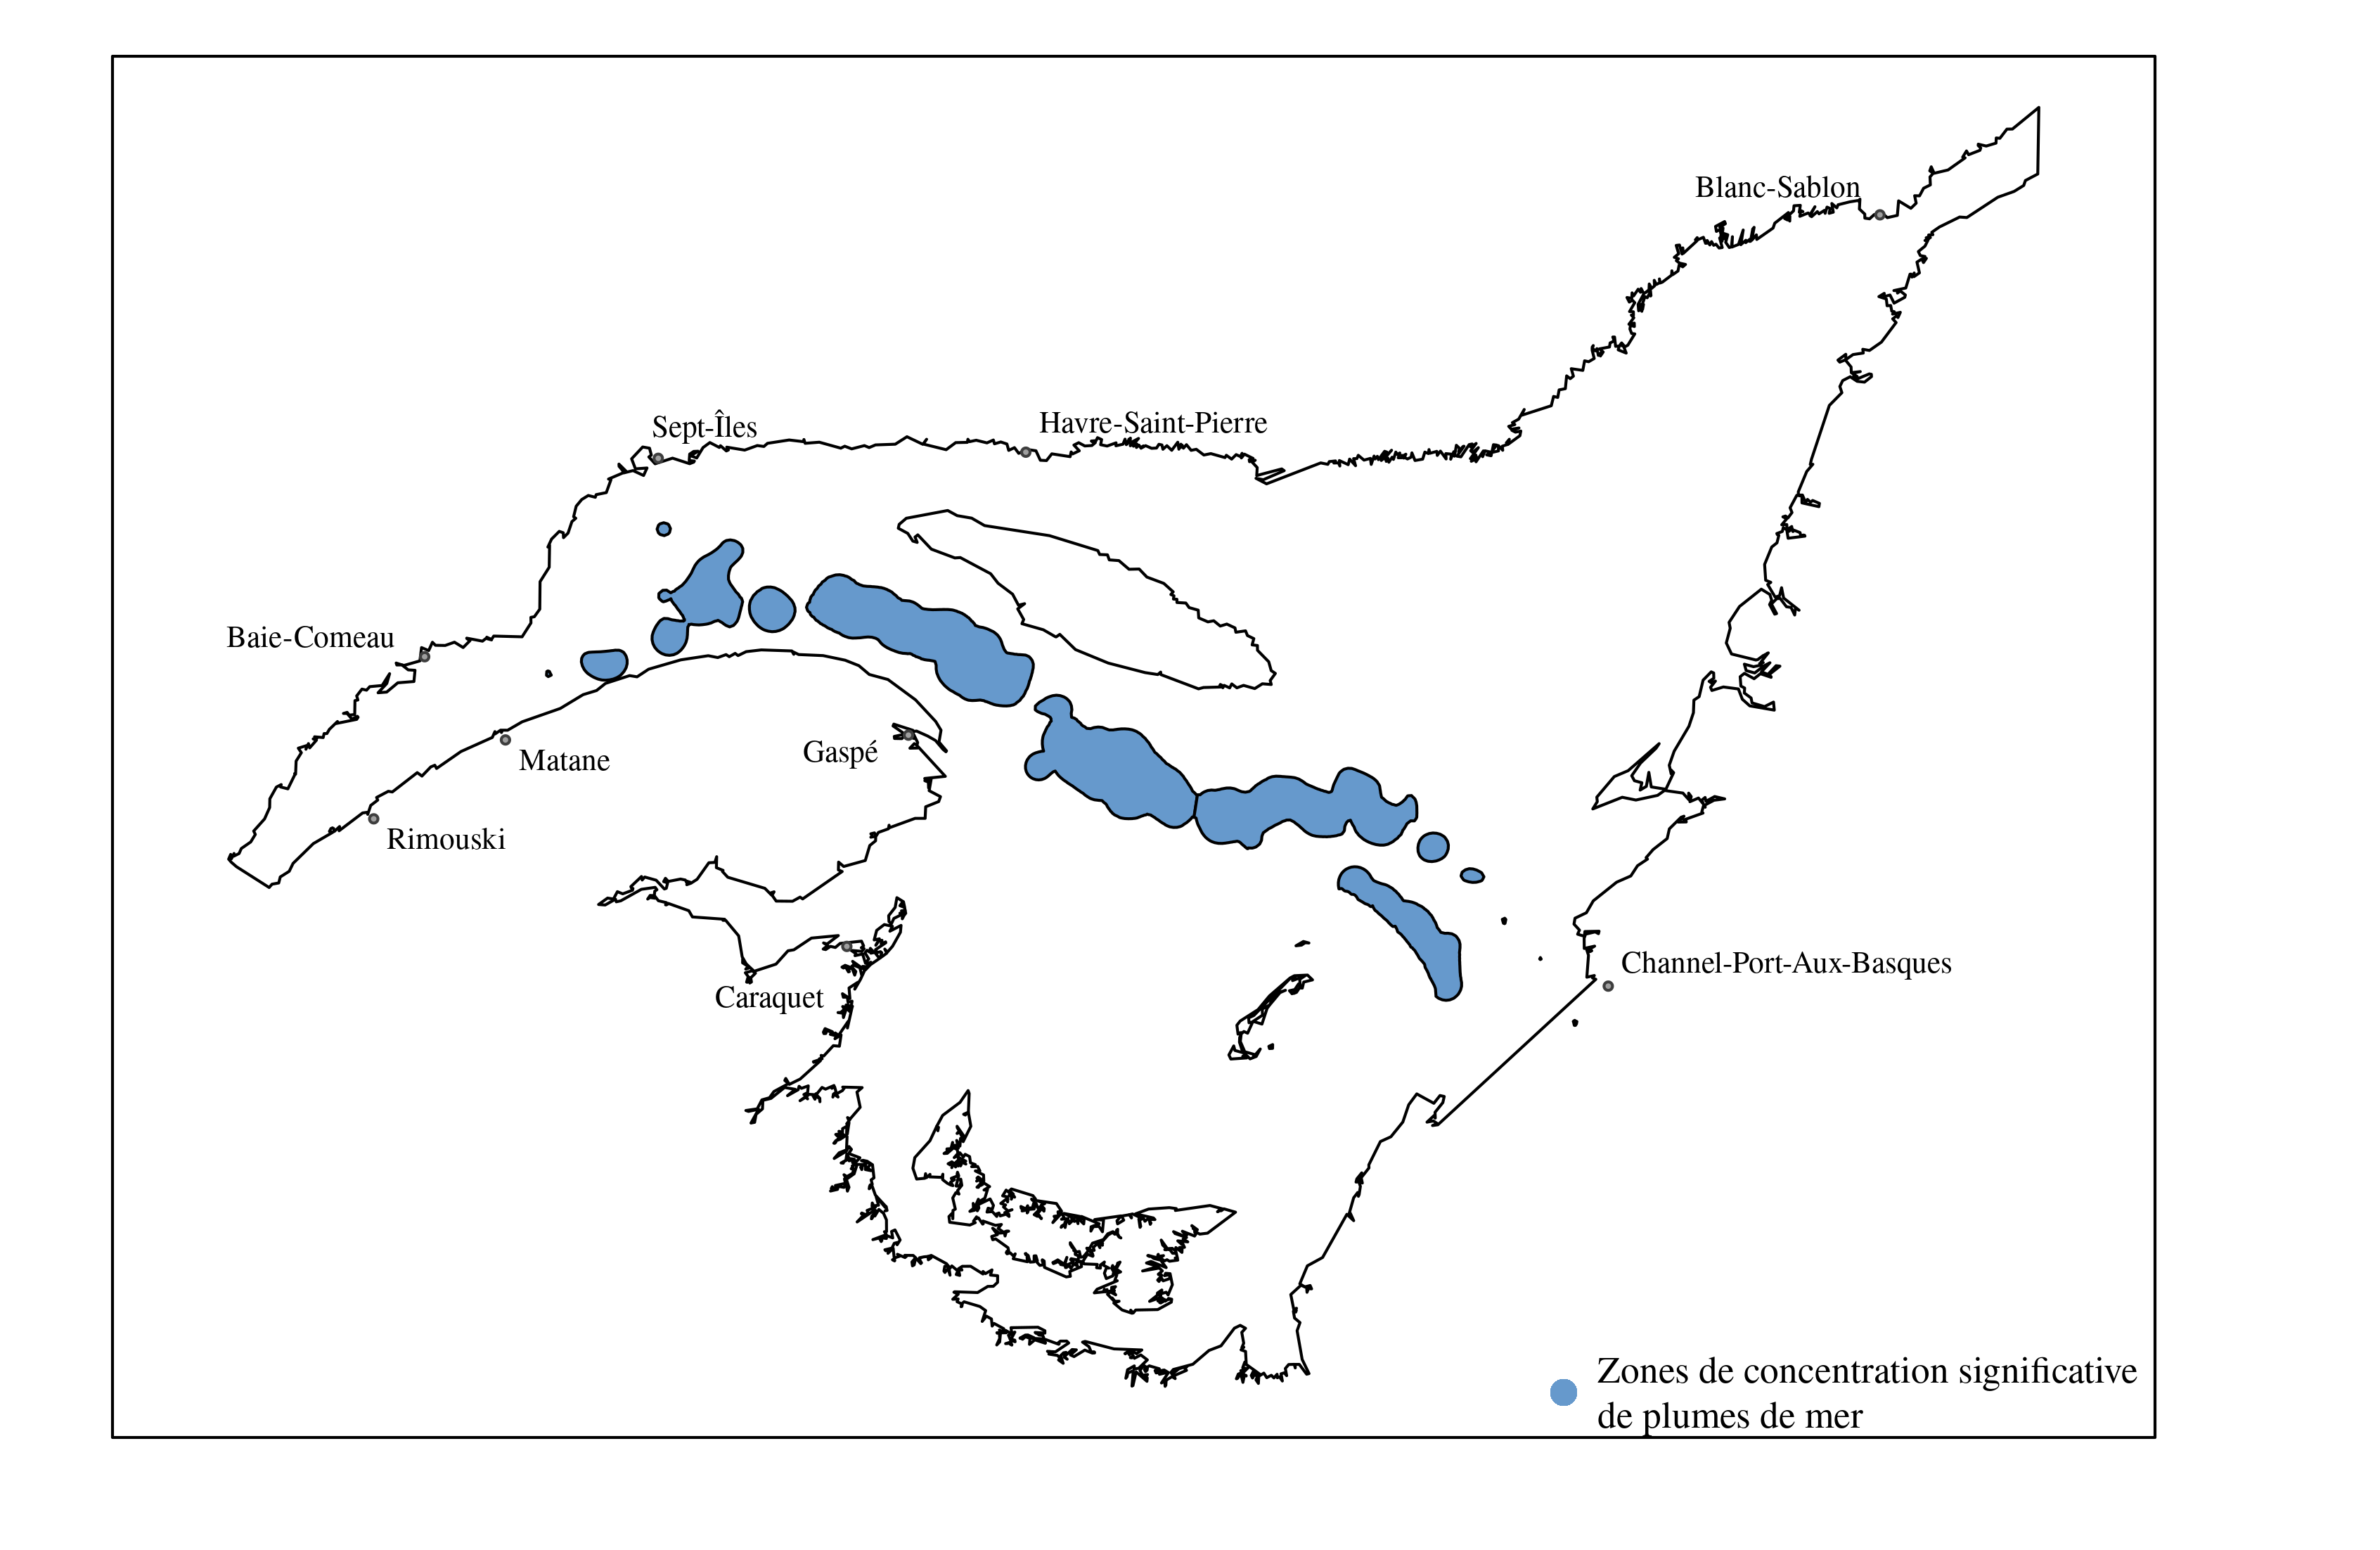 Blanc-Sablon
Sept-Îles
Havre-Saint-Pierre
Baie-Comeau
Gaspé
Matane
Rimouski
Channel-Port-Aux-Basques
Caraquet
Zones de concentration significative
de plumes de mer